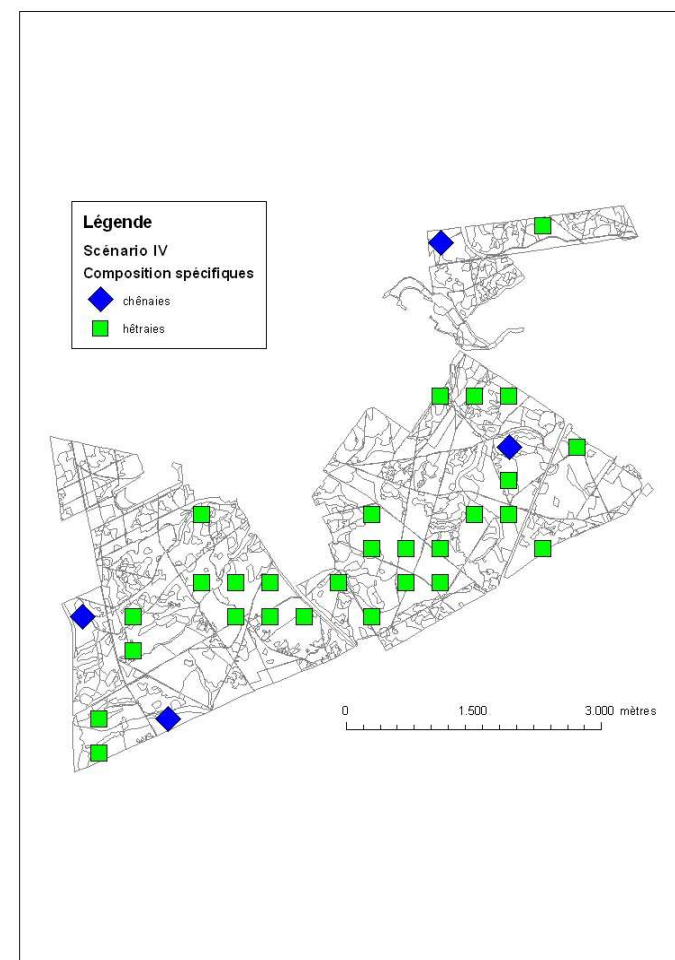 Légende
Scénario IV
Composition spécifiques
chênaies
hêtraies
0 1.500 3.000 mètres